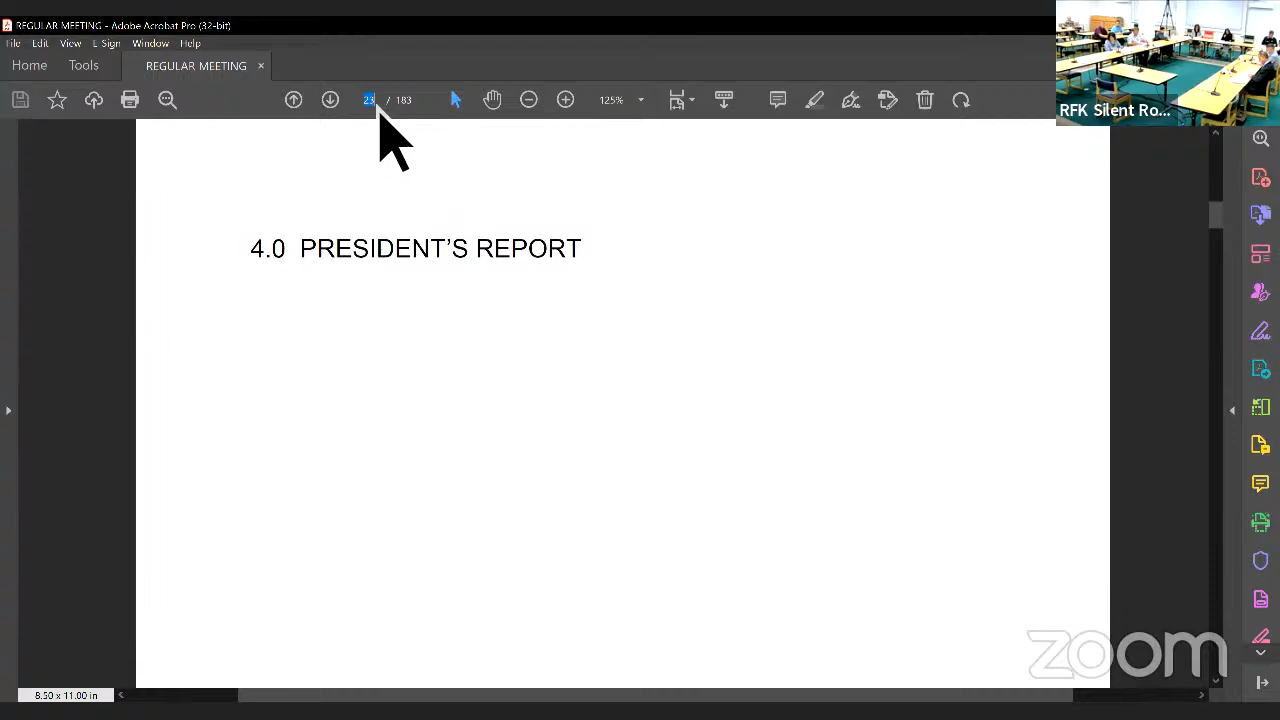 REGULAR MEETING - Adobe Acrobat Pro (32-bit)
File Edit View E-Sign Window Help
Home Tools REGULAR MEETING ×
23 / 183 125%
RFK Silent Ro...
4.0 PRESIDENT'S REPORT
zoom
8.50 x 11.00 in